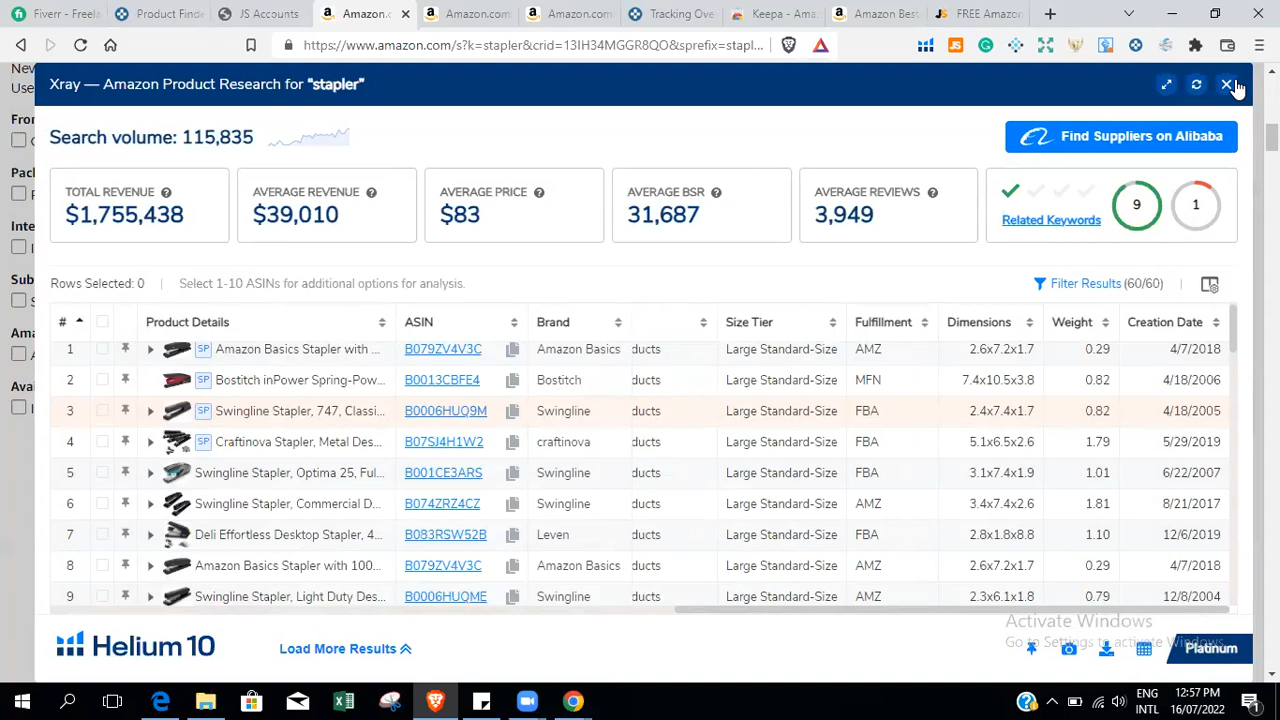 Fiverr - Freela
Product Finde
JS Accounts
Amazon.c
Amazon.com
Amazon.com
Tracking Ove
Keepa - Ama
Amazon Best
FREE Amazor
https://www.amazon.com/s?k=stapler&crid=13IH34MGGR8QO&sprefix=stapl...
New
Use
Fror
Pac
Inte
Sub
Ama
Avai
Xray — Amazon Product Research for "stapler"
Search volume: 115,835
Find Suppliers on Alibaba
TOTAL REVENUE
$1,755,438
AVERAGE REVENUE
$39,010
AVERAGE PRICE
$83
AVERAGE BSR
31,687
AVERAGE REVIEWS
3,949
Related Keywords
9
1
Rows Selected: 0
Select 1-10 ASINs for additional options for analysis.
Filter Results (60/60)
# Product Details ASIN Brand Size Tier Fulfillment Dimensions Weight Creation Date
1 SP Amazon Basics Stapler with ... B079ZV4V3C Amazon Basics ducts Large Standard-Size AMZ 2.6x7.2x1.7 0.29 4/7/2018
2 SP Bostitch inPower Spring-Pow... B0013CBFE4 Bostitch ducts Large Standard-Size MFN 7.4x10.5x3.8 0.82 4/18/2006
3 SP Swingline Stapler, 747, Classi... B0006HUQ9M Swingline ducts Large Standard-Size FBA 2.4x7.4x1.7 0.82 4/18/2005
4 SP Craftinova Stapler, Metal Des... B07SJ4H1W2 craftinova ducts Large Standard-Size FBA 5.1x6.5x2.6 1.79 5/29/2019
5 Swingline Stapler, Optima 25, Ful... B001CE3ARS Swingline ducts Large Standard-Size FBA 3.1x7.4x1.9 1.01 6/22/2007
6 Swingline Stapler, Commercial D... B074ZRZ4CZ Swingline ducts Large Standard-Size AMZ 3.4x7.4x2.6 1.81 8/21/2017
7 Deli Effortless Desktop Stapler, 4... B083RSW52B Leven ducts Large Standard-Size FBA 2.8x1.8x8.8 1.10 12/6/2019
8 Amazon Basics Stapler with 100... B079ZV4V3C Amazon Basics ducts Large Standard-Size AMZ 2.6x7.2x1.7 0.29 4/7/2018
9 Swingline Stapler, Light Duty Des... B0006HUQME Swingline ducts Large Standard-Size AMZ 2.3x6.1x1.8 0.79 12/8/2004
Activate Windows
Go to Settings to activate Windows.
Helium 10
Load More Results
Platinum
ENG
INTL
12:57 PM
16/07/2022
1